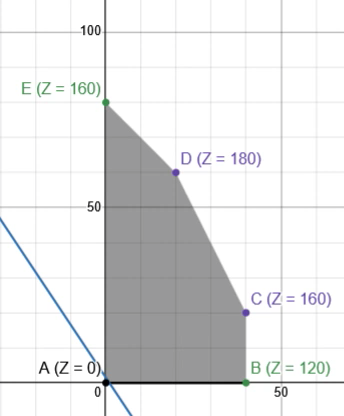 100
E (Z = 160)
D (Z = 180)
50
C (Z = 160)
A (Z = 0)
B (Z = 120)
0
50